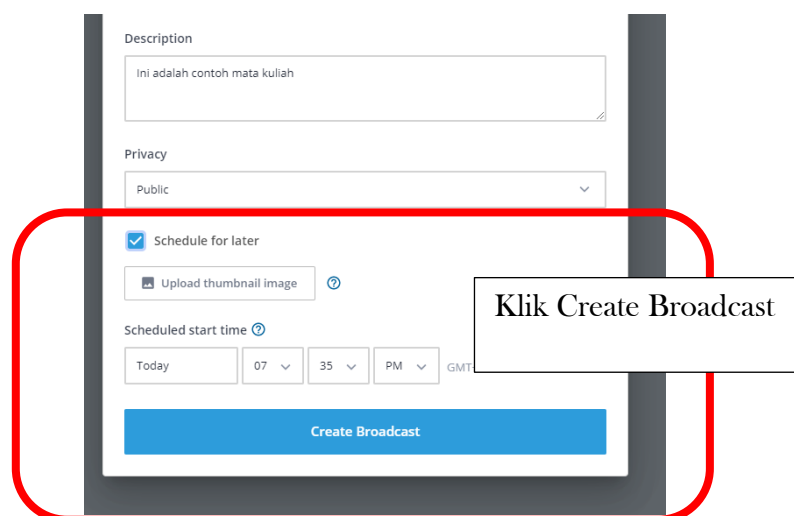 Description
Ini adalah contoh mata kuliah
Privacy
Public
Schedule for later
Upload thumbnail image
Klik Create Broadcast
Scheduled start time
Today 07 35 PM GMT
Create Broadcast